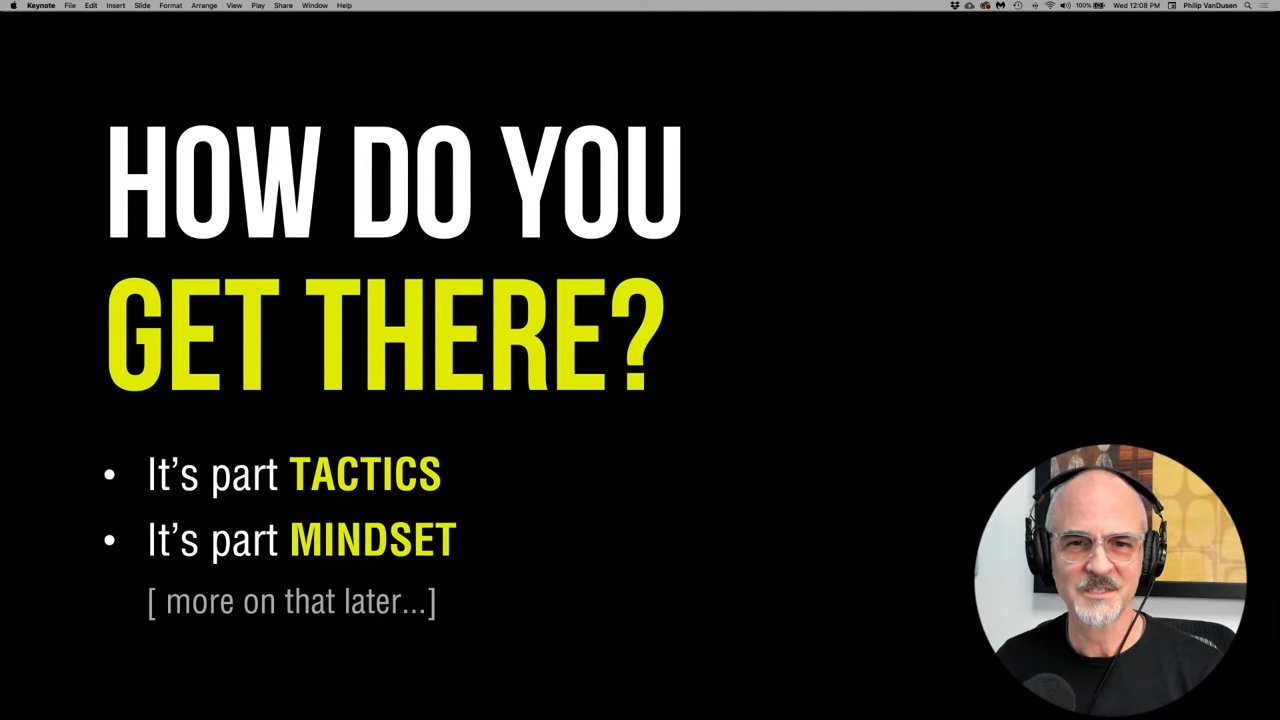 Keynote File Edit Insert Slide Format Arrange View Play Share Window Help 100% Wed 12:08 PM Philip VanDusen
HOW DO YOU
GET THERE?
• It’s part TACTICS
• It’s part MINDSET
[ more on that later...]